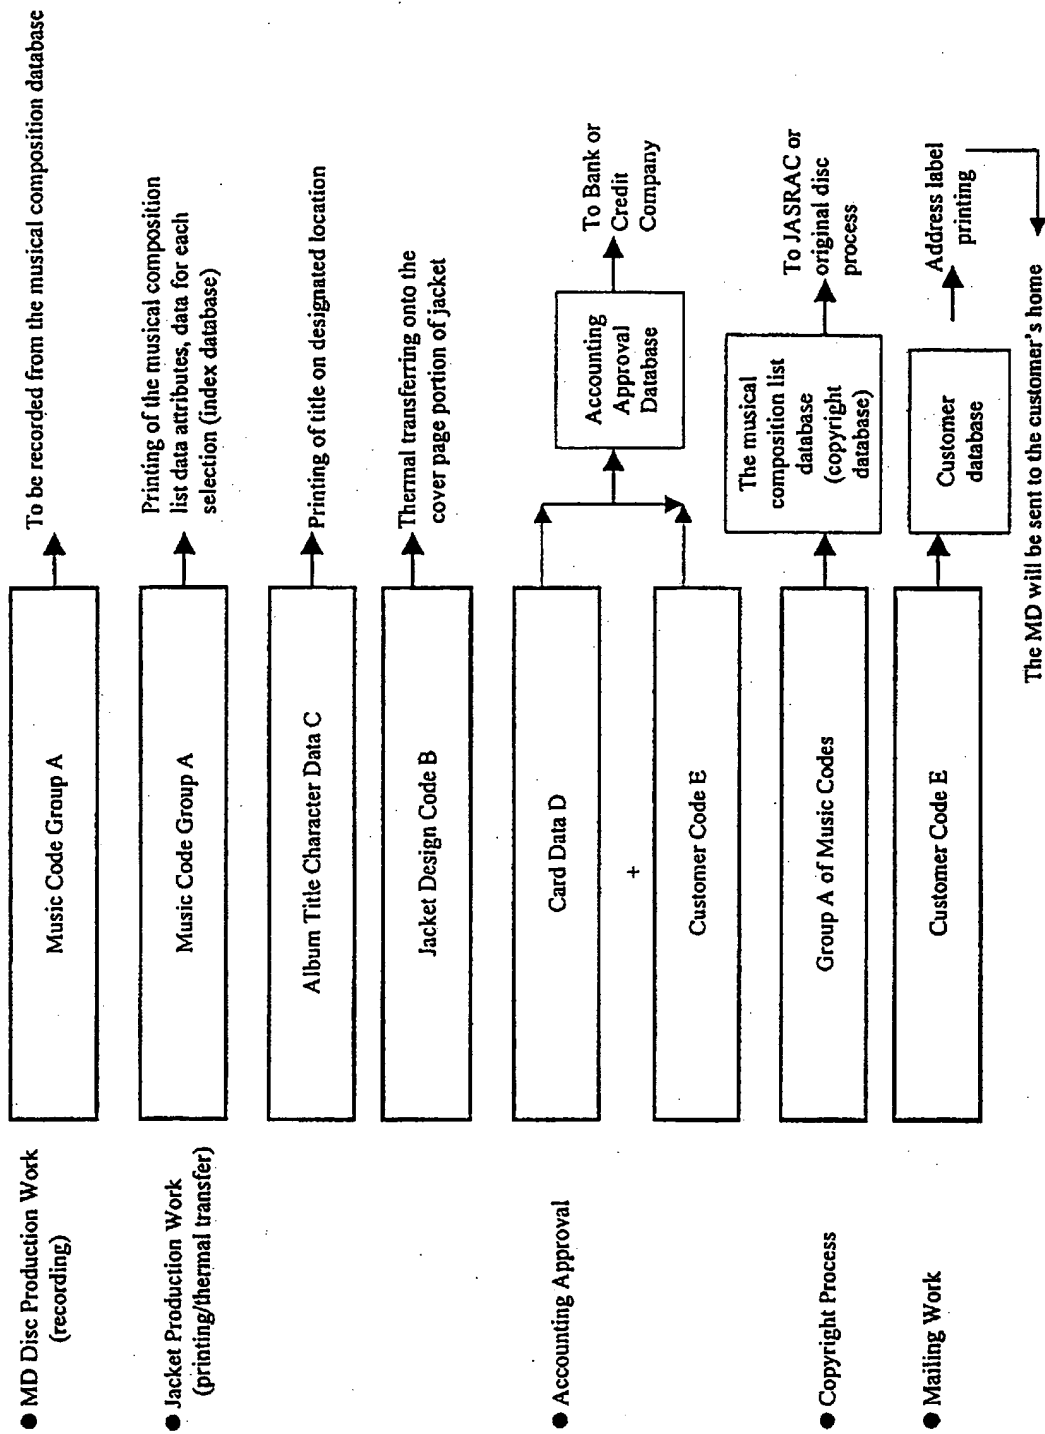 ● MD Disc Production Work
(recording)
Music Code Group A
To be recorded from the musical composition database
● Jacket Production Work
(printing/thermal transfer)
Music Code Group A
Printing of the musical composition
list data attributes, data for each
selection (index database)
Album Title Character Data C
Printing of title on designated location
Jacket Design Code B
Thermal transferring onto the
cover page portion of jacket
● Accounting Approval
Card Data D
+
Customer Code E
Accounting
Approval
Database
To Bank or
Credit
Company
● Copyright Process
Group A of Music Codes
The musical
composition list
database
(copyright
database)
To JASRAC or
original disc
process
● Mailing Work
Customer Code E
Customer
database
Address label
printing
The MD will be sent to the customer's home